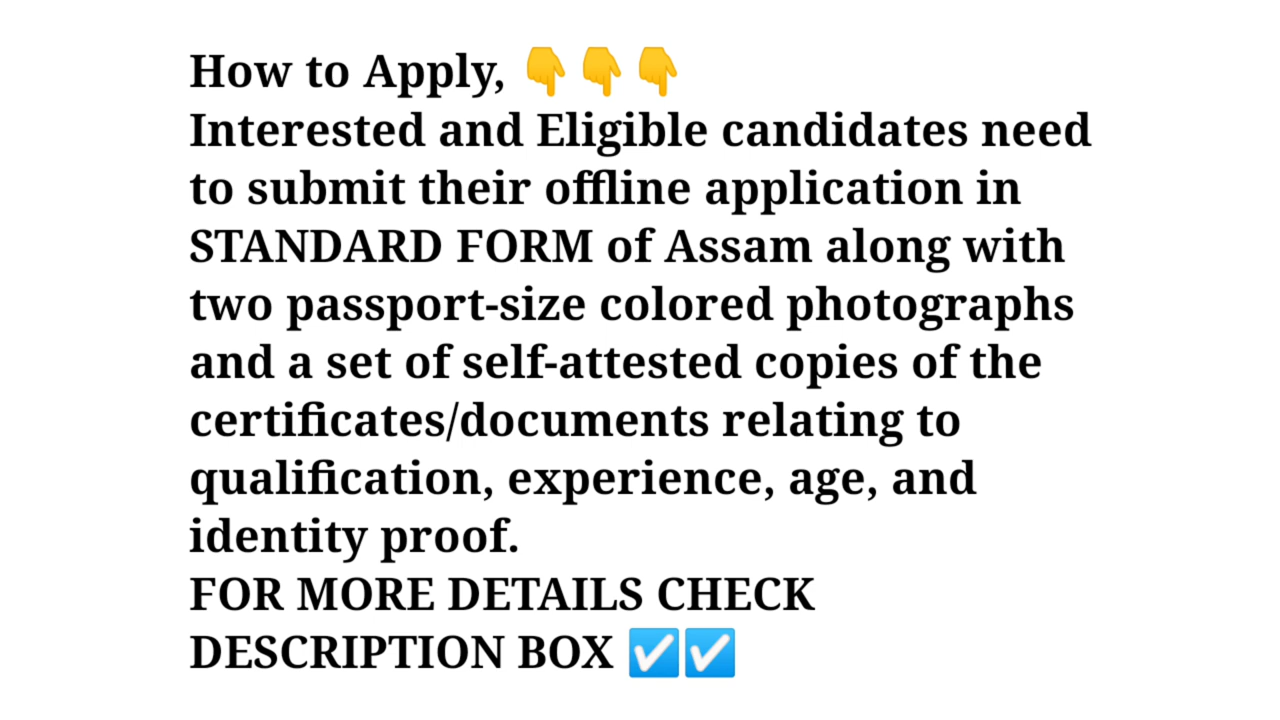 How to Apply, 👇👇👇
Interested and Eligible candidates need
to submit their offline application in
STANDARD FORM of Assam along with
two passport-size colored photographs
and a set of self-attested copies of the
certificates/documents relating to
qualification, experience, age, and
identity proof.
FOR MORE DETAILS CHECK
DESCRIPTION BOX ☑️☑️